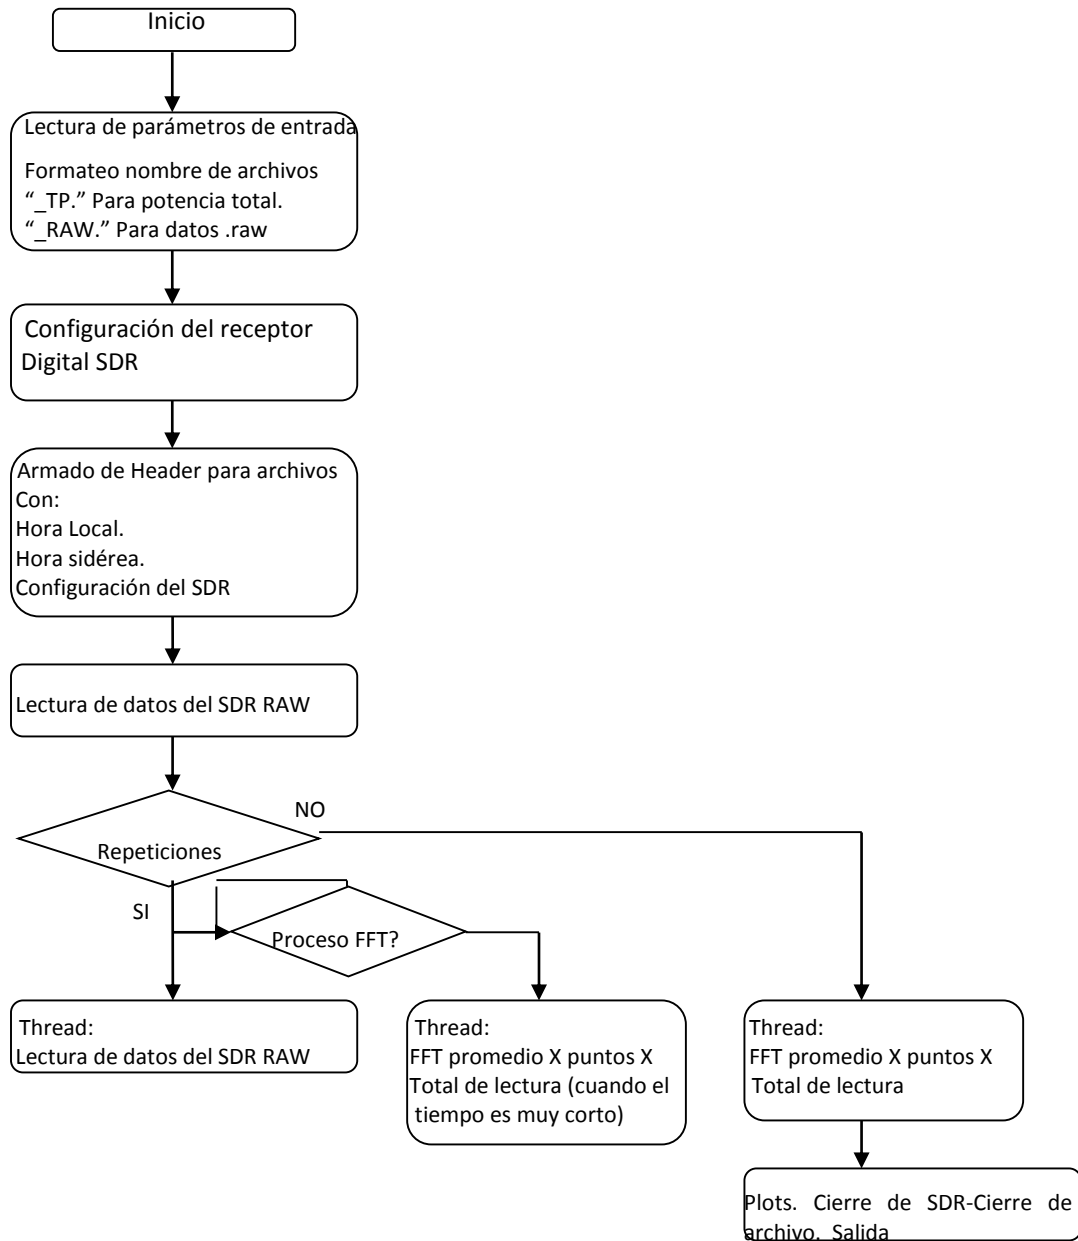 Inicio
Lectura de parámetros de entrada
Formateo nombre de archivos
“_TP.” Para potencia total.
“_RAW.” Para datos .raw
Configuración del receptor
Digital SDR
Armado de Header para archivos
Con:
Hora Local.
Hora sidérea.
Configuración del SDR
Lectura de datos del SDR RAW
NO
Repeticiones
SI
Proceso FFT?
Thread:
Lectura de datos del SDR RAW
Thread:
FFT promedio X puntos X
Total de lectura (cuando el
tiempo es muy corto)
Thread:
FFT promedio X puntos X
Total de lectura
Plots. Cierre de SDR-Cierre de
archivo. Salida